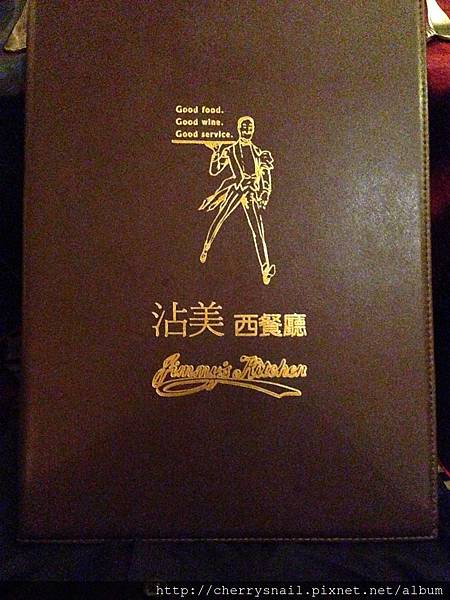 Good food.
Good wine.
Good service.
沾美 西餐廳
Jimmy's Kitchen
http://cherrysnail.pixnet.net/album